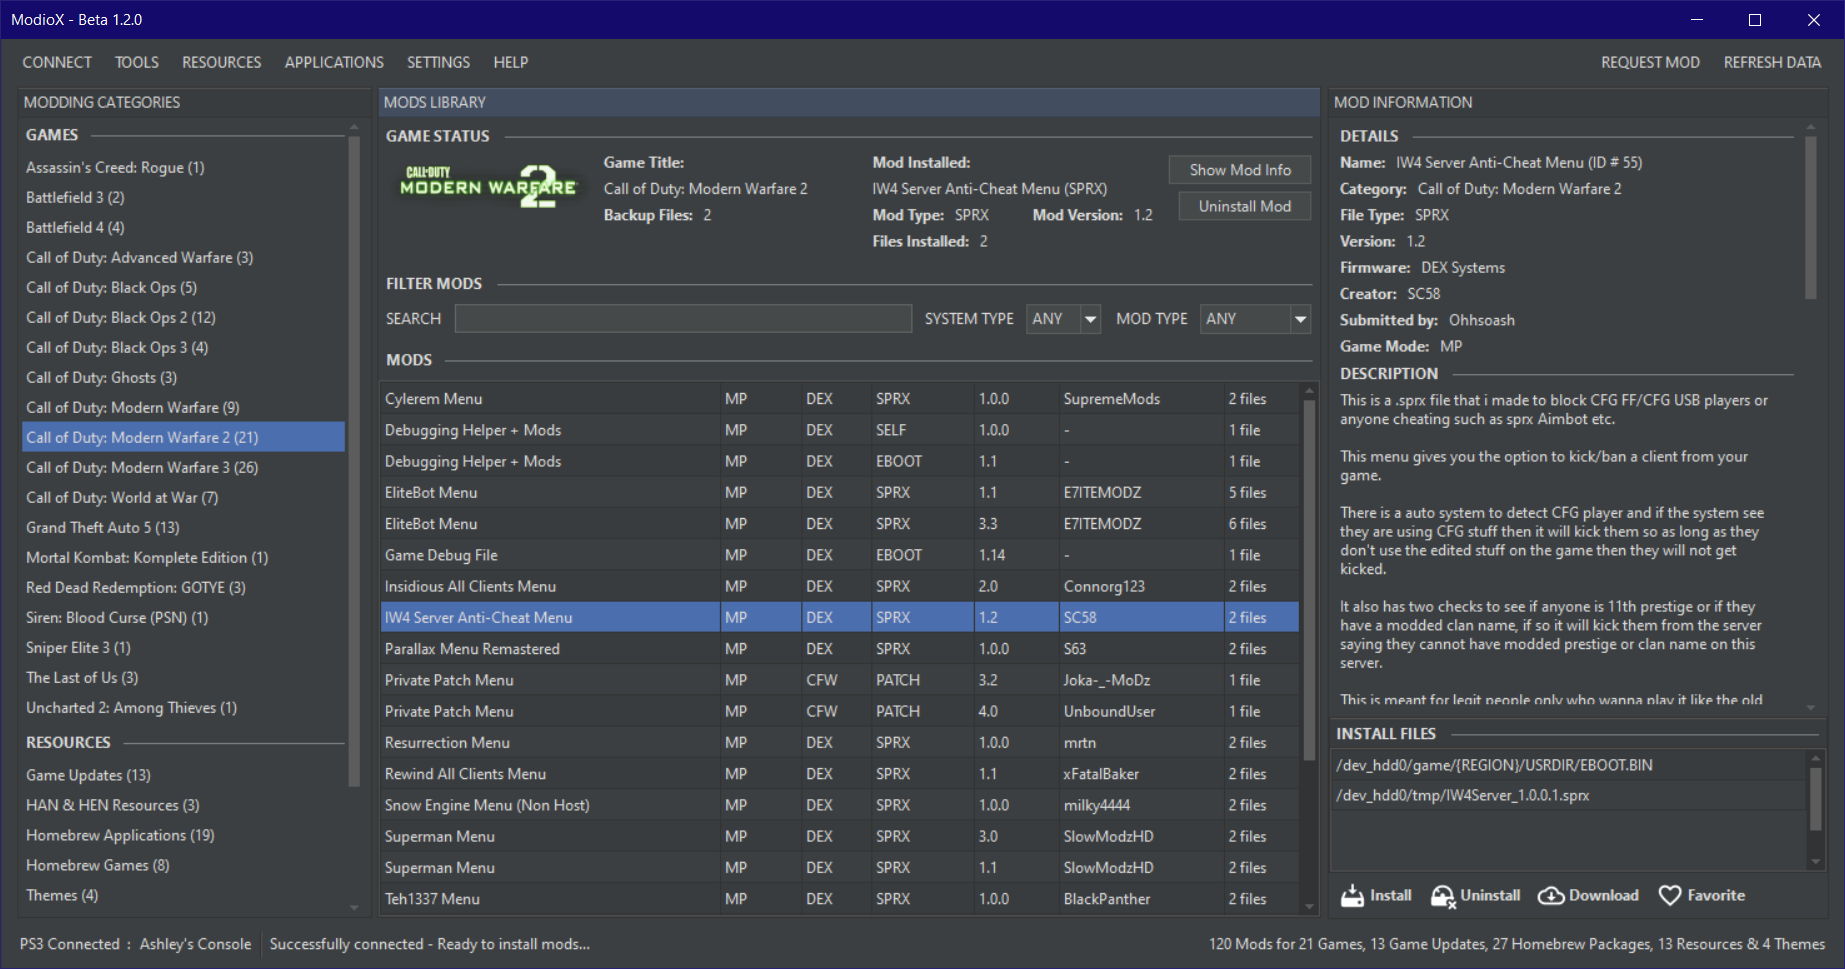 ModioX - Beta 1.2.0
CONNECT TOOLS RESOURCES APPLICATIONS SETTINGS HELP REQUEST MOD REFRESH DATA
MODDING CATEGORIES
GAMES
Assassin's Creed: Rogue (1)
Battlefield 3 (2)
Battlefield 4 (4)
Call of Duty: Advanced Warfare (3)
Call of Duty: Black Ops (5)
Call of Duty: Black Ops 2 (12)
Call of Duty: Black Ops 3 (4)
Call of Duty: Ghosts (3)
Call of Duty: Modern Warfare (9)
Call of Duty: Modern Warfare 2 (21)
Call of Duty: Modern Warfare 3 (26)
Call of Duty: World at War (7)
Grand Theft Auto 5 (13)
Mortal Kombat: Komplete Edition (1)
Red Dead Redemption: GOTYE (3)
Siren: Blood Curse (PSN) (1)
Sniper Elite 3 (1)
The Last of Us (3)
Uncharted 2: Among Thieves (1)
RESOURCES
Game Updates (13)
HAN & HEN Resources (3)
Homebrew Applications (19)
Homebrew Games (8)
Themes (4)
MODS LIBRARY
GAME STATUS
CALL OF DUTY
MODERN WARFARE
2
Game Title:
Call of Duty: Modern Warfare 2
Backup Files: 2
Mod Installed:
IW4 Server Anti-Cheat Menu (SPRX)
Mod Type: SPRX Mod Version: 1.2
Files Installed: 2
Show Mod Info
Uninstall Mod
FILTER MODS
SEARCH SYSTEM TYPE ANY MOD TYPE ANY
MODS
Cylerem Menu MP DEX SPRX 1.0.0 SupremeMods 2 files
Debugging Helper + Mods MP DEX SELF 1.0.0 - 1 file
Debugging Helper + Mods MP DEX EBOOT 1.1 - 1 file
EliteBot Menu MP DEX SPRX 1.1 E7ITEMODZ 5 files
EliteBot Menu MP DEX SPRX 3.3 E7ITEMODZ 6 files
Game Debug File MP DEX EBOOT 1.14 - 1 file
Insidious All Clients Menu MP DEX SPRX 2.0 Connorg123 2 files
IW4 Server Anti-Cheat Menu MP DEX SPRX 1.2 SC58 2 files
Parallax Menu Remastered MP DEX SPRX 1.0.0 S63 2 files
Private Patch Menu MP CFW PATCH 3.2 Joka-_-MoDz 1 file
Private Patch Menu MP CFW PATCH 4.0 UnboundUser 1 file
Resurrection Menu MP DEX SPRX 1.0.0 mrtn 2 files
Rewind All Clients Menu MP DEX SPRX 1.1 xFatalBaker 2 files
Snow Engine Menu (Non Host) MP DEX SPRX 1.0.0 milky4444 2 files
Superman Menu MP DEX SPRX 3.0 SlowModzHD 2 files
Superman Menu MP DEX SPRX 1.1 SlowModzHD 2 files
Teh1337 Menu MP DEX SPRX 1.0.0 BlackPanther 2 files
MOD INFORMATION
DETAILS
Name: IW4 Server Anti-Cheat Menu (ID # 55)
Category: Call of Duty: Modern Warfare 2
File Type: SPRX
Version: 1.2
Firmware: DEX Systems
Creator: SC58
Submitted by: Ohhsoash
Game Mode: MP
DESCRIPTION
This is a .sprx file that i made to block CFG FF/CFG USB players or
anyone cheating such as sprx Aimbot etc.
This menu gives you the option to kick/ban a client from your
game.
There is a auto system to detect CFG player and if the system see
they are using CFG stuff then it will kick them so as long as they
don't use the edited stuff on the game then they will not get
kicked.
It also has two checks to see if anyone is 11th prestige or if they
have a modded clan name, if so it will kick them from the server
saying they cannot have modded prestige or clan name on this
server.
This is meant for legit people only who wanna play it like the old
INSTALL FILES
/dev_hdd0/game/{REGION}/USRDIR/EBOOT.BIN
/dev_hdd0/tmp/IW4Server_1.0.0.1.sprx
Install Uninstall Download Favorite
PS3 Connected : Ashley's Console Successfully connected - Ready to install mods... 120 Mods for 21 Games, 13 Game Updates, 27 Homebrew Packages, 13 Resources & 4 Themes